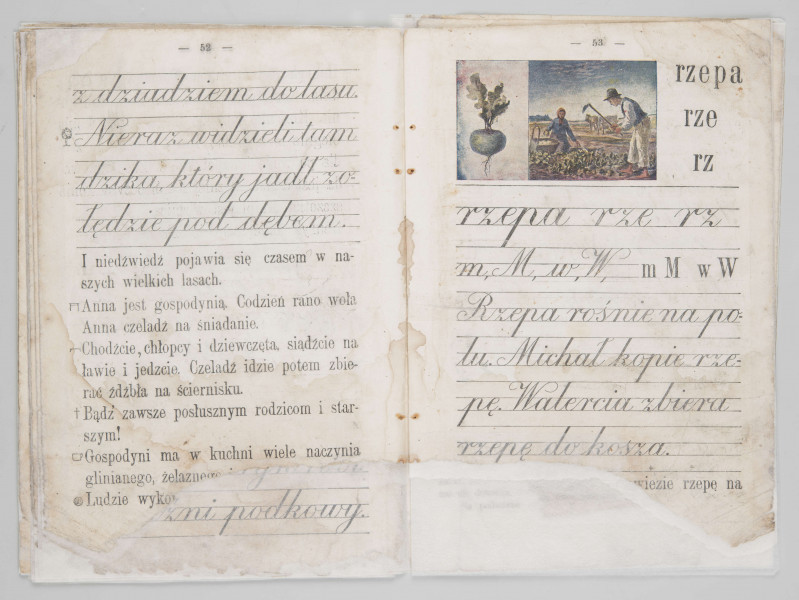 — 52 —
z dziadziem do lasu.
Nieraz widzieli tam
dzika, który jadł żo-
łędzie pod dębem.
I niedźwiedź pojawia się czasem w na-
szych wielkich lasach.
Anna jest gospodynią. Codzień rano woła
Anna czeladź na śniadanie.
Chodźcie, chłopcy i dziewczęta, siądźcie na
ławie i jedzcie. Czeladź idzie potem zbie-
rać źdźbła na ściernisku.
Bądź zawsze posłusznym rodzicom i star-
szym!
Gospodyni ma w kuchni wiele naczynia
glinianego, żelaznego i
Ludzie
podkowy.
— 53 —
rzepa
rze
rz
rzepa rze rz
m, M, w, W, m M w W
Rzepa rośnie na po-
lu. Michał kopie rze-
pę. Walercia zbiera
rzepę do kosza.
wiezie rzepę na